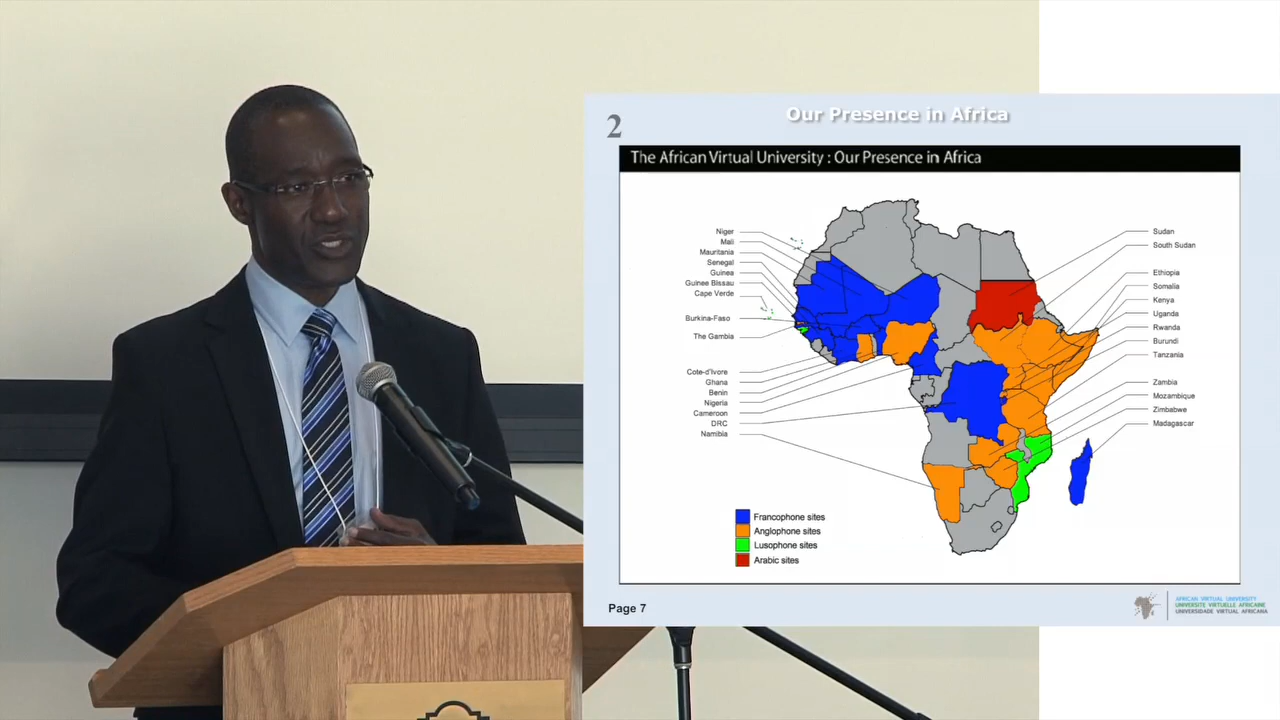 2
Our Presence in Africa
The African Virtual University : Our Presence in Africa
Niger
Mali
Mauritania
Senegal
Guinea
Guinee Bissau
Cape Verde
Burkina-Faso
The Gambia
Cote-d'Ivore
Ghana
Benin
Nigeria
Cameroon
DRC
Namibia
Sudan
South Sudan
Ethiopia
Somalia
Kenya
Uganda
Rwanda
Burundi
Tanzania
Zambia
Mozambique
Zimbabwe
Madagascar
Francophone sites
Anglophone sites
Lusophone sites
Arabic sites
Page 7
AFRICAN VIRTUAL UNIVERSITY
UNIVERSITE VIRTUELLE AFRICAINE
UNIVERSIDADE VIRTUAL AFRICANA